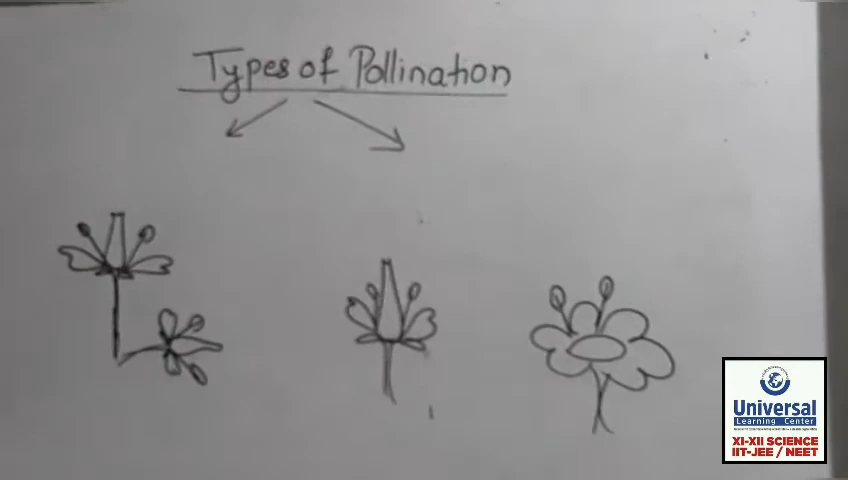 Types of Pollination
Universal
Learning Center
XI-XII SCIENCE
IIT-JEE / NEET